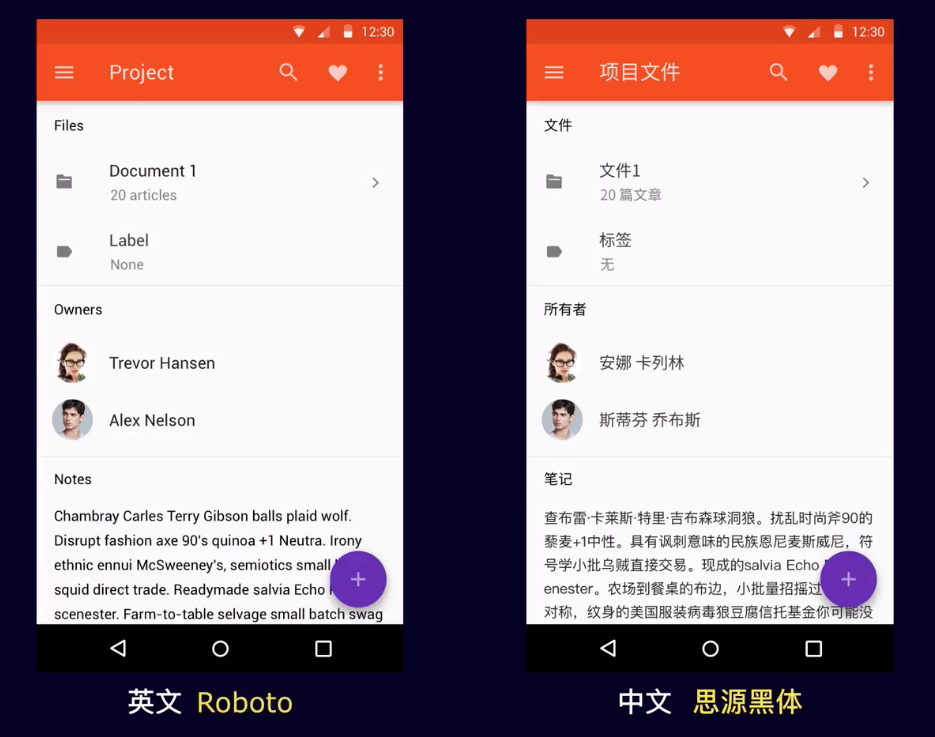 12:30
Project
Files
Document 1
20 articles
Label
None
Owners
Trevor Hansen
Alex Nelson
Notes
Chambray Carles Terry Gibson balls plaid wolf.
Disrupt fashion axe 90's quinoa +1 Neutra. Irony
ethnic ennui McSweeney's, semiotics small
squid direct trade. Readymade salvia Echo
scenester. Farm-to-table selvage small batch swag
英文 Roboto
12:30
项目文件
文件
文件1
20 篇文章
标签
无
所有者
安娜 卡列林
斯蒂芬 乔布斯
笔记
查布雷·卡莱斯·特里·吉布森球洞狼。扰乱时尚斧90的
藜麦+1中性。具有讽刺意味的民族恩尼麦斯威尼，符
号学小批乌贼直接交易。现成的salvia Echo
enester。农场到餐桌的布边，小批量招摇过
对称，纹身的美国服装病毒狼豆腐信托基金你可能没
中文 思源黑体